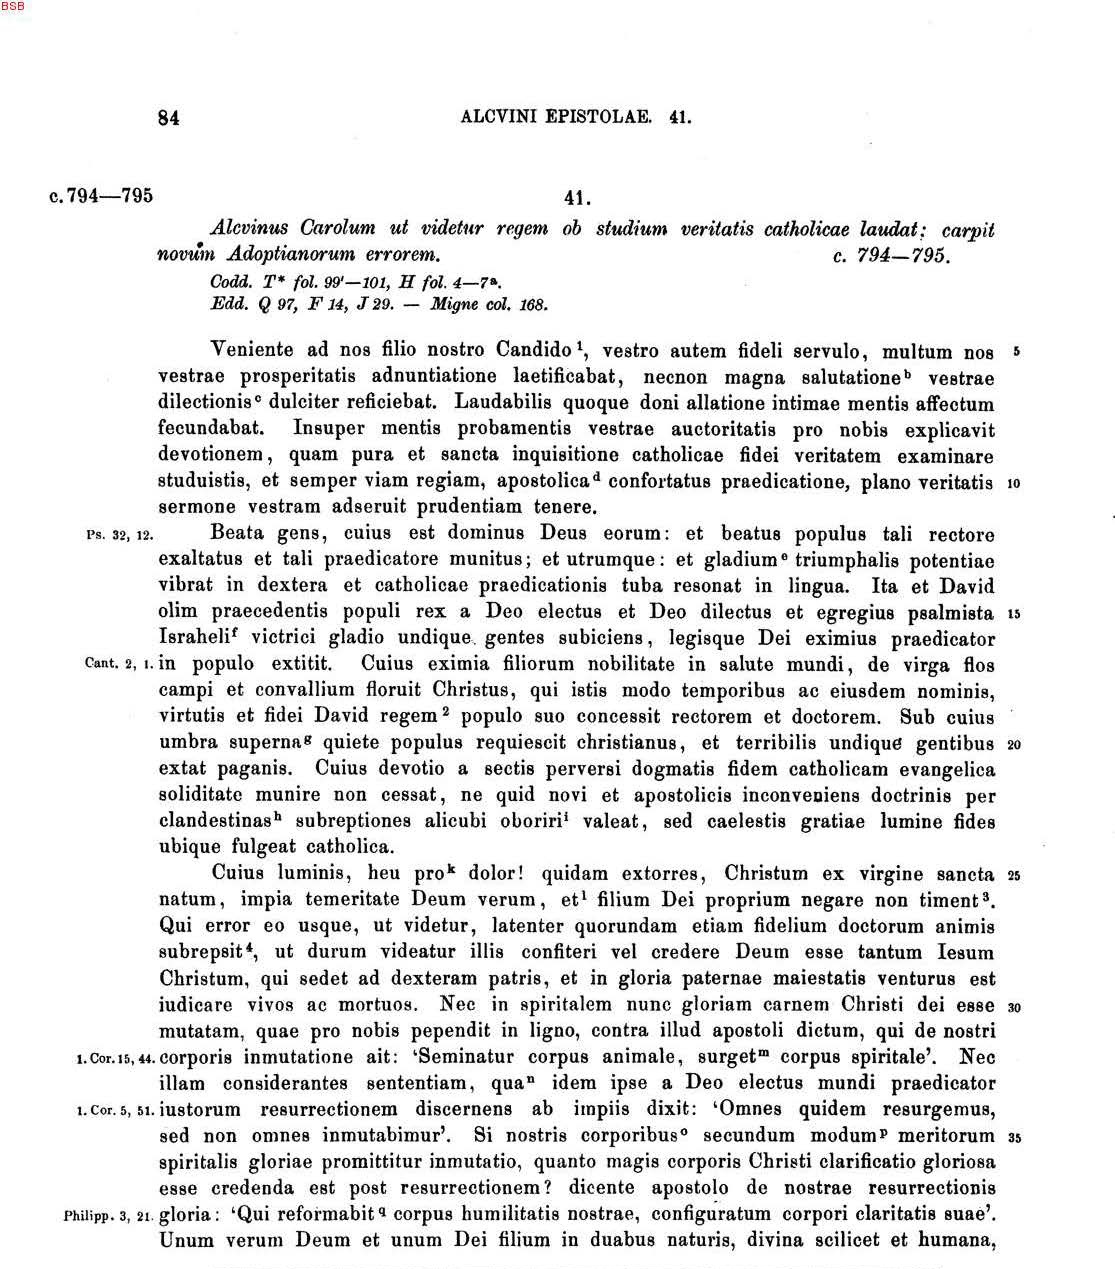 BSB
84 ALCVINI EPISTOLAE. 41.
c. 794—795 41.
Alcvinus Carolum ut videtur regem ob studium veritatis catholicae laudat; carpit
novum Adoptianorum errorem. c. 794—795.
Codd. T* fol. 99'—101, H fol. 4—7ᵃ.
Edd. Q 97, F 14, J 29. — Migne col. 168.
Veniente ad nos filio nostro Candido ¹, vestro autem fideli servulo, multum nos 5
vestrae prosperitatis adnuntiatione laetificabat, necnon magna salutatione ᵇ vestrae
dilectionis ᶜ dulciter reficiebat. Laudabilis quoque doni allatione intimae mentis affectum
fecundabat. Insuper mentis probamentis vestrae auctoritatis pro nobis explicavit
devotionem, quam pura et sancta inquisitione catholicae fidei veritatem examinare
studuistis, et semper viam regiam, apostolica ᵈ confortatus praedicatione, plano veritatis 10
sermone vestram adseruit prudentiam tenere.
Ps. 32, 12. Beata gens, cuius est dominus Deus eorum: et beatus populus tali rectore
exaltatus et tali praedicatore munitus; et utrumque: et gladium ᵉ triumphalis potentiae
vibrat in dextera et catholicae praedicationis tuba resonat in lingua. Ita et David
olim praecedentis populi rex a Deo electus et Deo dilectus et egregius psalmista 15
Israheli ᶠ victrici gladio undique gentes subiciens, legisque Dei eximius praedicator
Cant. 2, 1. in populo extitit. Cuius eximia filiorum nobilitate in salute mundi, de virga flos
campi et convallium floruit Christus, qui istis modo temporibus ac eiusdem nominis,
virtutis et fidei David regem ² populo suo concessit rectorem et doctorem. Sub cuius
umbra superna ᵍ quiete populus requiescit christianus, et terribilis undique gentibus 20
extat paganis. Cuius devotio a sectis perversi dogmatis fidem catholicam evangelica
soliditate munire non cessat, ne quid novi et apostolicis inconveniens doctrinis per
clandestinas ʰ subreptiones alicubi oboriri ⁱ valeat, sed caelestis gratiae lumine fides
ubique fulgeat catholica.
Cuius luminis, heu pro ᵏ dolor! quidam extorres, Christum ex virgine sancta 25
natum, impia temeritate Deum verum, et ˡ filium Dei proprium negare non timent ³.
Qui error eo usque, ut videtur, latenter quorundam etiam fidelium doctorum animis
subrepsit ⁴, ut durum videatur illis confiteri vel credere Deum esse tantum Iesum
Christum, qui sedet ad dexteram patris, et in gloria paternae maiestatis venturus est
iudicare vivos ac mortuos. Nec in spiritalem nunc gloriam carnem Christi dei esse 30
mutatam, quae pro nobis pependit in ligno, contra illud apostoli dictum, qui de nostri
1. Cor. 15, 44. corporis inmutatione ait: ‘Seminatur corpus animale, surget ᵐ corpus spiritale’. Nec
illam considerantes sententiam, qua ⁿ idem ipse a Deo electus mundi praedicator
1. Cor. 5, 51. iustorum resurrectionem discernens ab impiis dixit: ‘Omnes quidem resurgemus,
sed non omnes inmutabimur’. Si nostris corporibus ᵒ secundum modum ᵖ meritorum 35
spiritalis gloriae promittitur inmutatio, quanto magis corporis Christi clarificatio gloriosa
esse credenda est post resurrectionem? dicente apostolo de nostrae resurrectionis
Philipp. 3, 21. gloria: ‘Qui reformabit ᑫ corpus humilitatis nostrae, configuratum corpori claritatis suae’.
Unum verum Deum et unum Dei filium in duabus naturis, divina scilicet et humana,